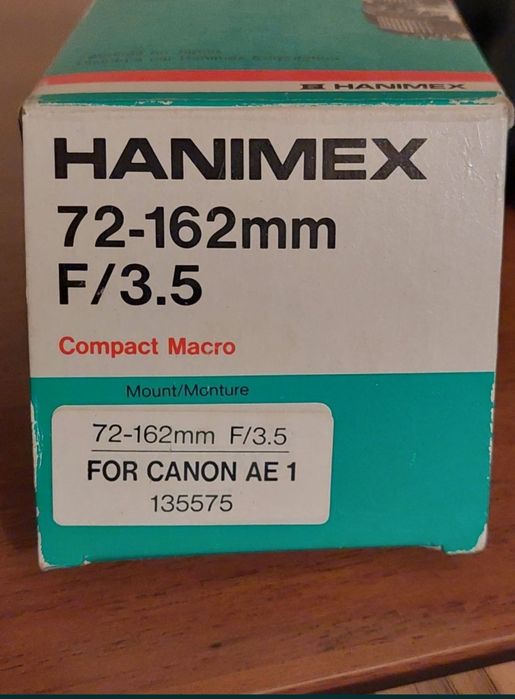 HANIMEX
HANIMEX
72-162mm
F/3.5
Compact Macro
Mount/Monture
72-162mm F/3.5
FOR CANON AE 1
135575